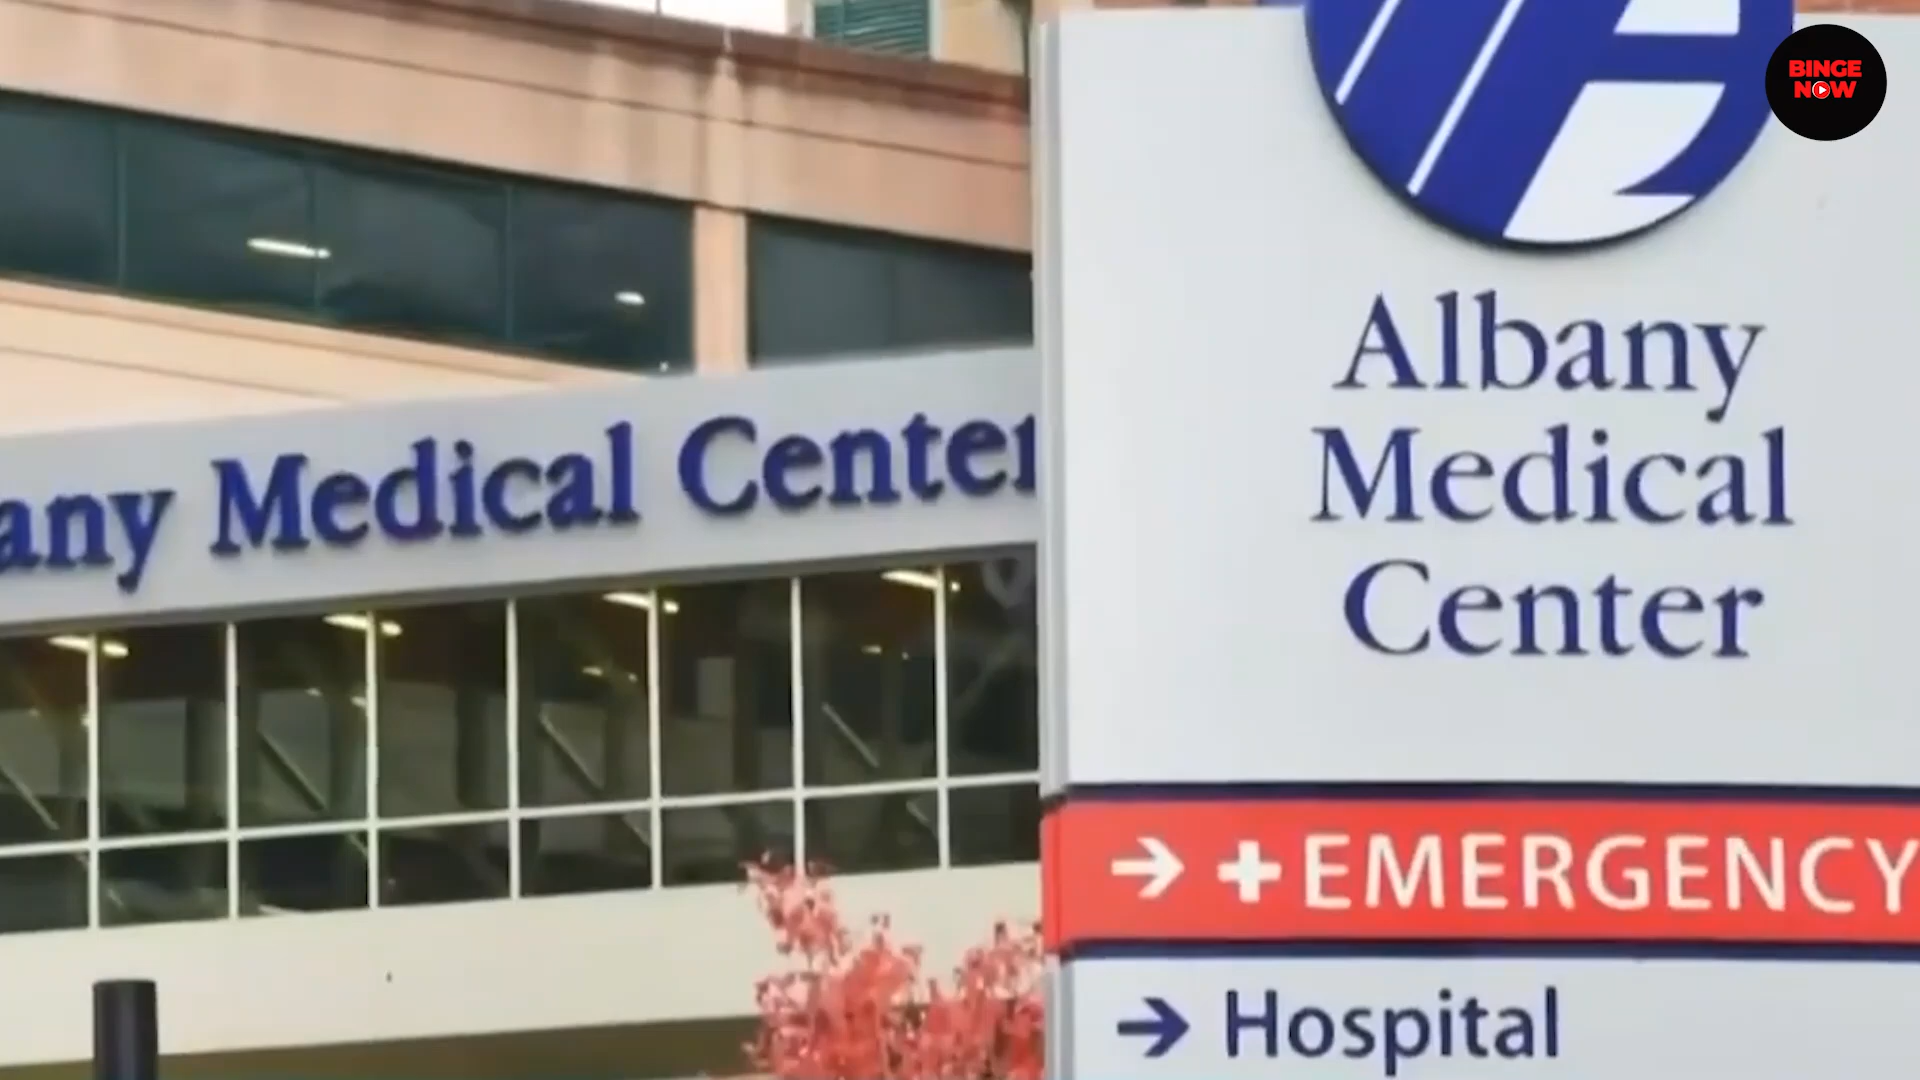 BINGE
NOW
any Medical Center
Albany
Medical
Center
EMERGENCY
Hospital